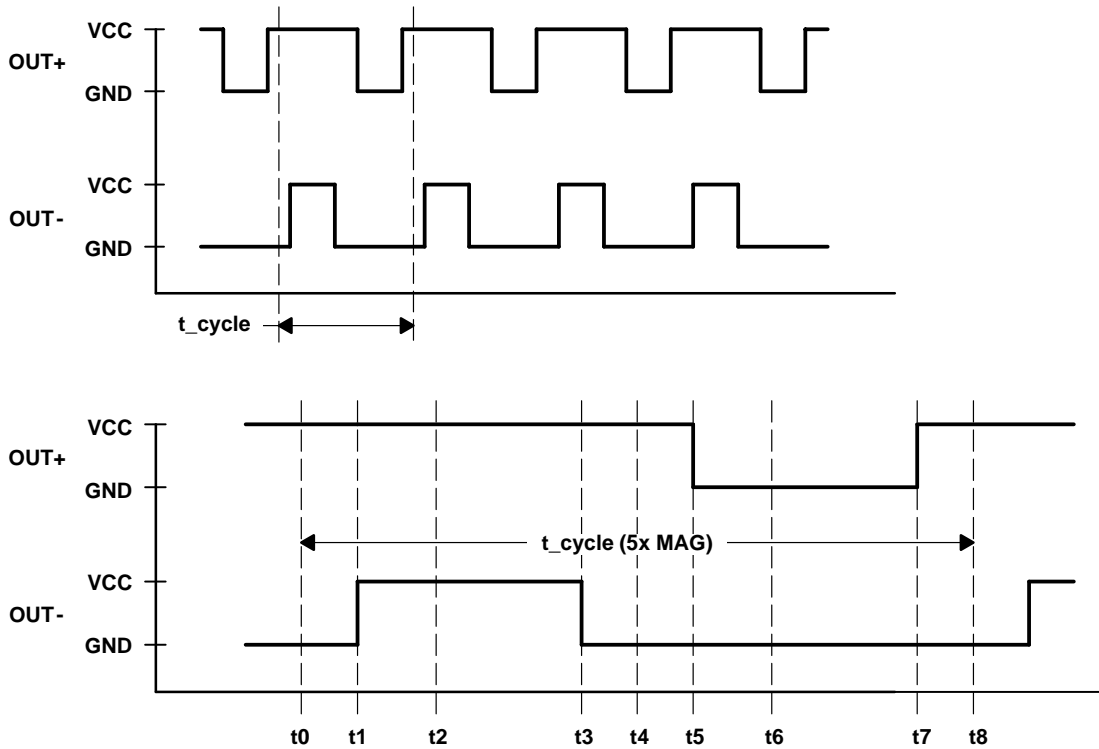 VCC
OUT+
GND
VCC
OUT-
GND
t_cycle
VCC
OUT+
GND
t_cycle (5x MAG)
VCC
OUT-
GND
t0 t1 t2 t3 t4 t5 t6 t7 t8